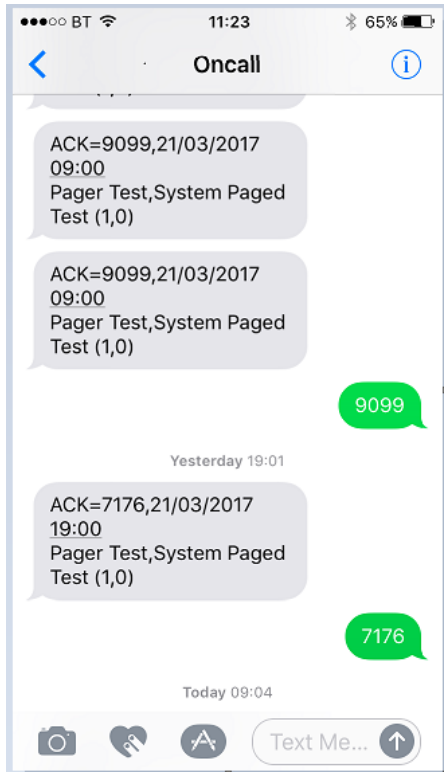 BT 11:23 65%
Oncall
ACK=9099,21/03/2017
09:00
Pager Test,System Paged
Test (1,0)
ACK=9099,21/03/2017
09:00
Pager Test,System Paged
Test (1,0)
9099
Yesterday 19:01
ACK=7176,21/03/2017
19:00
Pager Test,System Paged
Test (1,0)
7176
Today 09:04
Text Me...